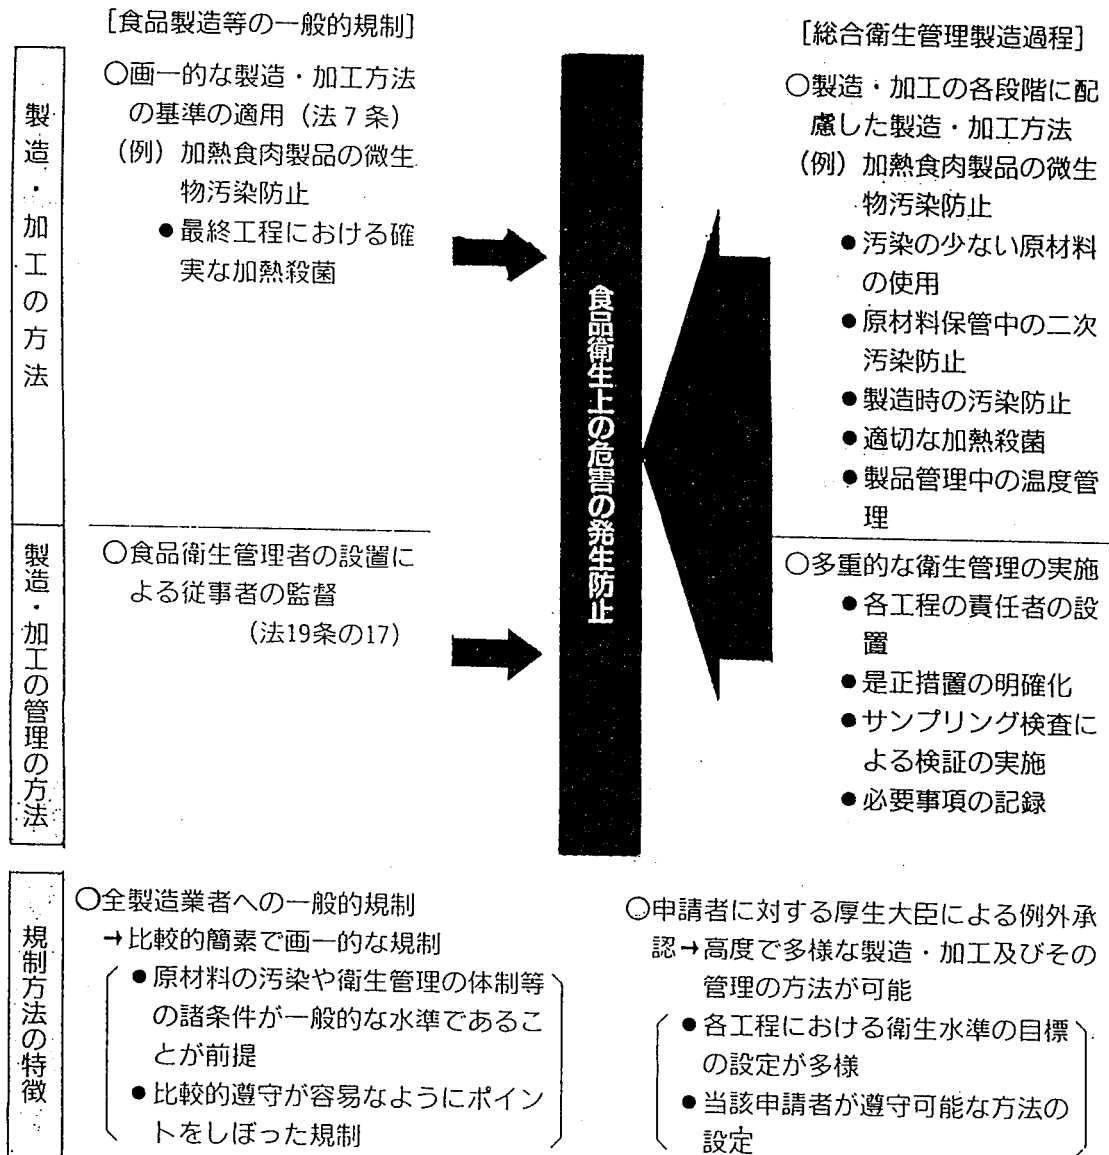 [食品製造等の一般的規制]
製造・加工の方法
○画一的な製造・加工方法
の基準の適用（法７条）
（例）加熱食肉製品の微生
物汚染防止
●最終工程における確
実な加熱殺菌
製造・加工の管理の方法
○食品衛生管理者の設置に
よる従事者の監督
（法19条の17）
食品衛生上の危害の発生防止
[総合衛生管理製造過程]
○製造・加工の各段階に配
慮した製造・加工方法
（例）加熱食肉製品の微生
物汚染防止
●汚染の少ない原材料
の使用
●原材料保管中の二次
汚染防止
●製造時の汚染防止
●適切な加熱殺菌
●製品管理中の温度管
理
○多重的な衛生管理の実施
●各工程の責任者の設
置
●是正措置の明確化
●サンプリング検査に
よる検証の実施
●必要事項の記録
規制方法の特徴
○全製造業者への一般的規制
→比較的簡素で画一的な規制
●原材料の汚染や衛生管理の体制等
の諸条件が一般的な水準であるこ
とが前提
●比較的遵守が容易なようにポイン
トをしぼった規制
○申請者に対する厚生大臣による例外承
認→高度で多様な製造・加工及びその
管理の方法が可能
●各工程における衛生水準の目標
の設定が多様
●当該申請者が遵守可能な方法の
設定